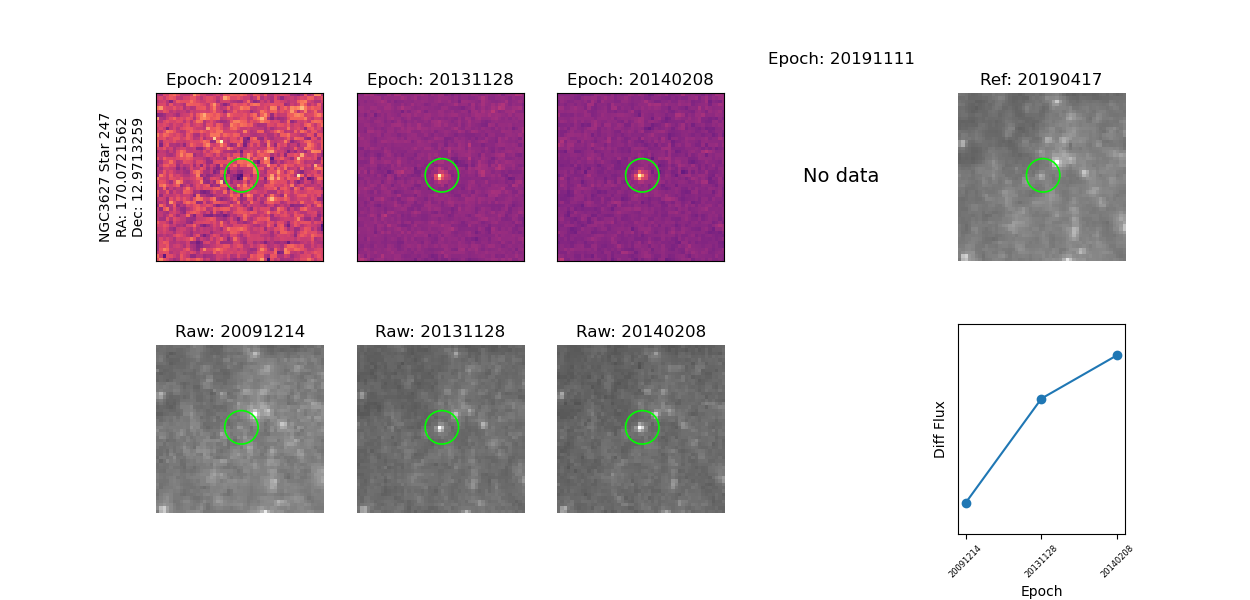 Epoch: 20191111
Epoch: 20091214
Epoch: 20131128
Epoch: 20140208
Ref: 20190417
NGC3627 Star 247
RA: 170.0721562
Dec: 12.9713259
No data
Raw: 20091214
Raw: 20131128
Raw: 20140208
Diff Flux
20091214
20131128
20140208
Epoch